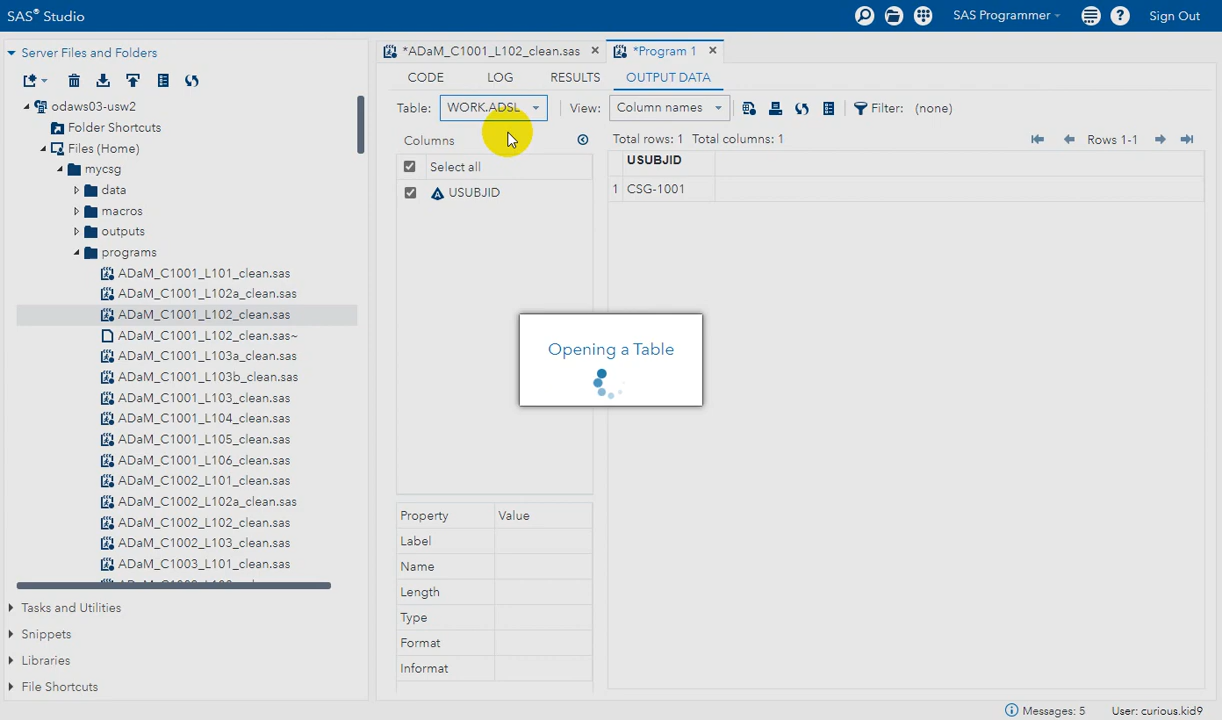 SAS® Studio
SAS Programmer
Sign Out
Server Files and Folders
odaws03-usw2
Folder Shortcuts
Files (Home)
mycsg
data
macros
outputs
programs
ADaM_C1001_L101_clean.sas
ADaM_C1001_L102a_clean.sas
ADaM_C1001_L102_clean.sas
ADaM_C1001_L102_clean.sas~
ADaM_C1001_L103a_clean.sas
ADaM_C1001_L103b_clean.sas
ADaM_C1001_L103_clean.sas
ADaM_C1001_L104_clean.sas
ADaM_C1001_L105_clean.sas
ADaM_C1001_L106_clean.sas
ADaM_C1002_L101_clean.sas
ADaM_C1002_L102a_clean.sas
ADaM_C1002_L102_clean.sas
ADaM_C1002_L103_clean.sas
ADaM_C1003_L101_clean.sas
Tasks and Utilities
Snippets
Libraries
File Shortcuts
*ADaM_C1001_L102_clean.sas
*Program 1
CODE LOG RESULTS OUTPUT DATA
Table: WORK.ADSL View: Column names Filter: (none)
Columns
Select all
USUBJID
Total rows: 1 Total columns: 1
Rows 1-1
USUBJID
1 CSG-1001
Opening a Table
Property Value
Label
Name
Length
Type
Format
Informat
Messages: 5 User: curious.kid9